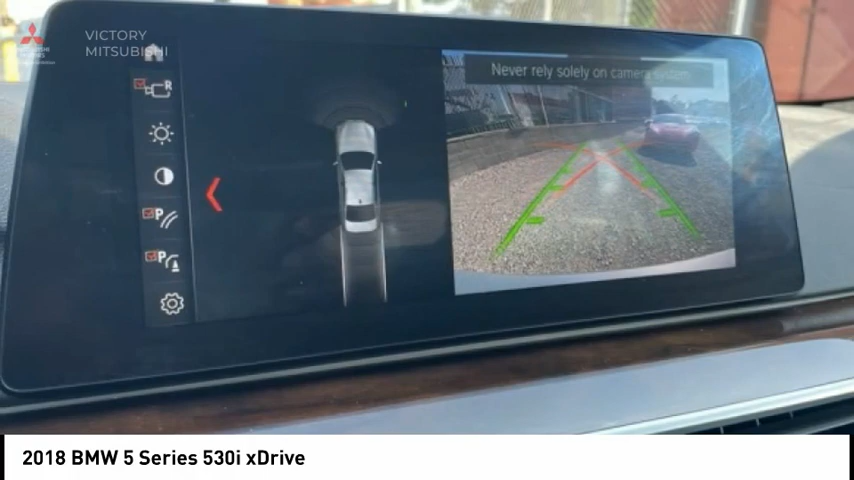 VICTORY
MITSUBISHI
Never rely solely on camera system
R
P
P
2018 BMW 5 Series 530i xDrive